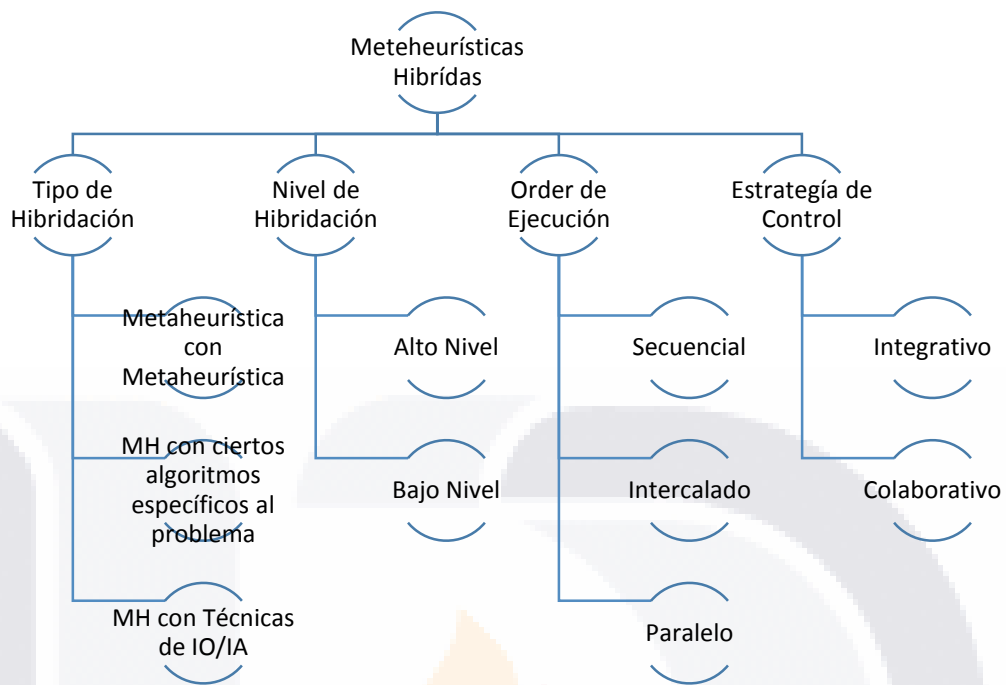 Meteheurísticas
Hibrídas
Tipo de
Hibridación
Nivel de
Hibridación
Order de
Ejecución
Estrategía de
Control
Metaheurística
con
Metaheurística
Alto Nivel
Secuencial
Integrativo
MH con ciertos
algoritmos
específicos al
problema
Bajo Nivel
Intercalado
Colaborativo
MH con Técnicas
de IO/IA
Paralelo